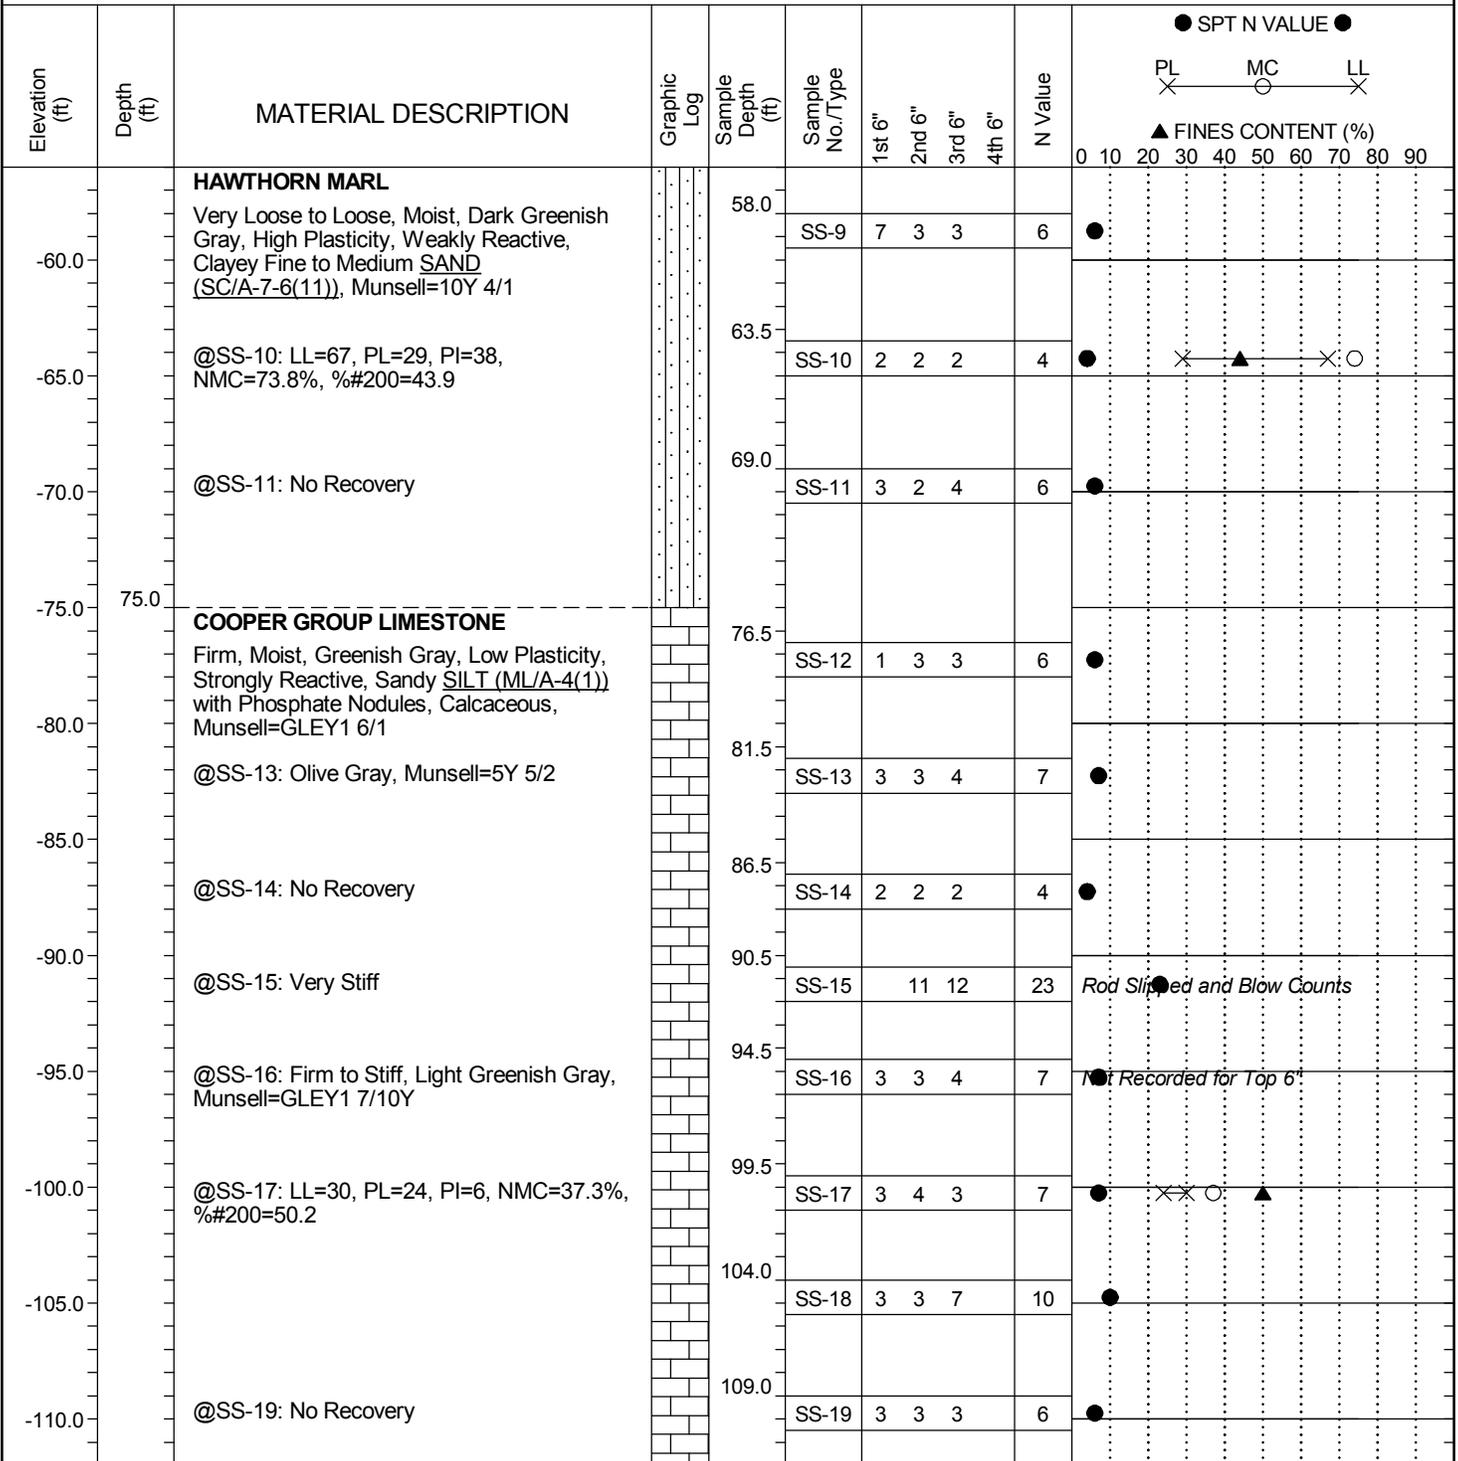 ● SPT N VALUE ●
PL MC LL
▲ FINES CONTENT (%)
0 10 20 30 40 50 60 70 80 90
Elevation
(ft)
Depth
(ft)
MATERIAL DESCRIPTION
Graphic
Log
Sample
Depth
(ft)
Sample
No./Type
1st 6"
2nd 6"
3rd 6"
4th 6"
N Value
HAWTHORN MARL
Very Loose to Loose, Moist, Dark Greenish
Gray, High Plasticity, Weakly Reactive,
Clayey Fine to Medium SAND
(SC/A-7-6(11)), Munsell=10Y 4/1
58.0
SS-9 7 3 3 6
-60.0
63.5
@SS-10: LL=67, PL=29, PI=38,
NMC=73.8%, %#200=43.9
SS-10 2 2 2 4
-65.0
69.0
@SS-11: No Recovery
SS-11 3 2 4 6
-70.0
-75.0
75.0
COOPER GROUP LIMESTONE
Firm, Moist, Greenish Gray, Low Plasticity,
Strongly Reactive, Sandy SILT (ML/A-4(1))
with Phosphate Nodules, Calcaceous,
Munsell=GLEY1 6/1
76.5
SS-12 1 3 3 6
-80.0
81.5
@SS-13: Olive Gray, Munsell=5Y 5/2
SS-13 3 3 4 7
-85.0
86.5
@SS-14: No Recovery
SS-14 2 2 2 4
-90.0
90.5
@SS-15: Very Stiff
SS-15 11 12 23
Rod Slipped and Blow Counts
94.5
-95.0
@SS-16: Firm to Stiff, Light Greenish Gray,
Munsell=GLEY1 7/10Y
SS-16 3 3 4 7
Not Recorded for Top 6"
99.5
-100.0
@SS-17: LL=30, PL=24, PI=6, NMC=37.3%,
%#200=50.2
SS-17 3 4 3 7
104.0
SS-18 3 3 7 10
-105.0
109.0
@SS-19: No Recovery
SS-19 3 3 3 6
-110.0